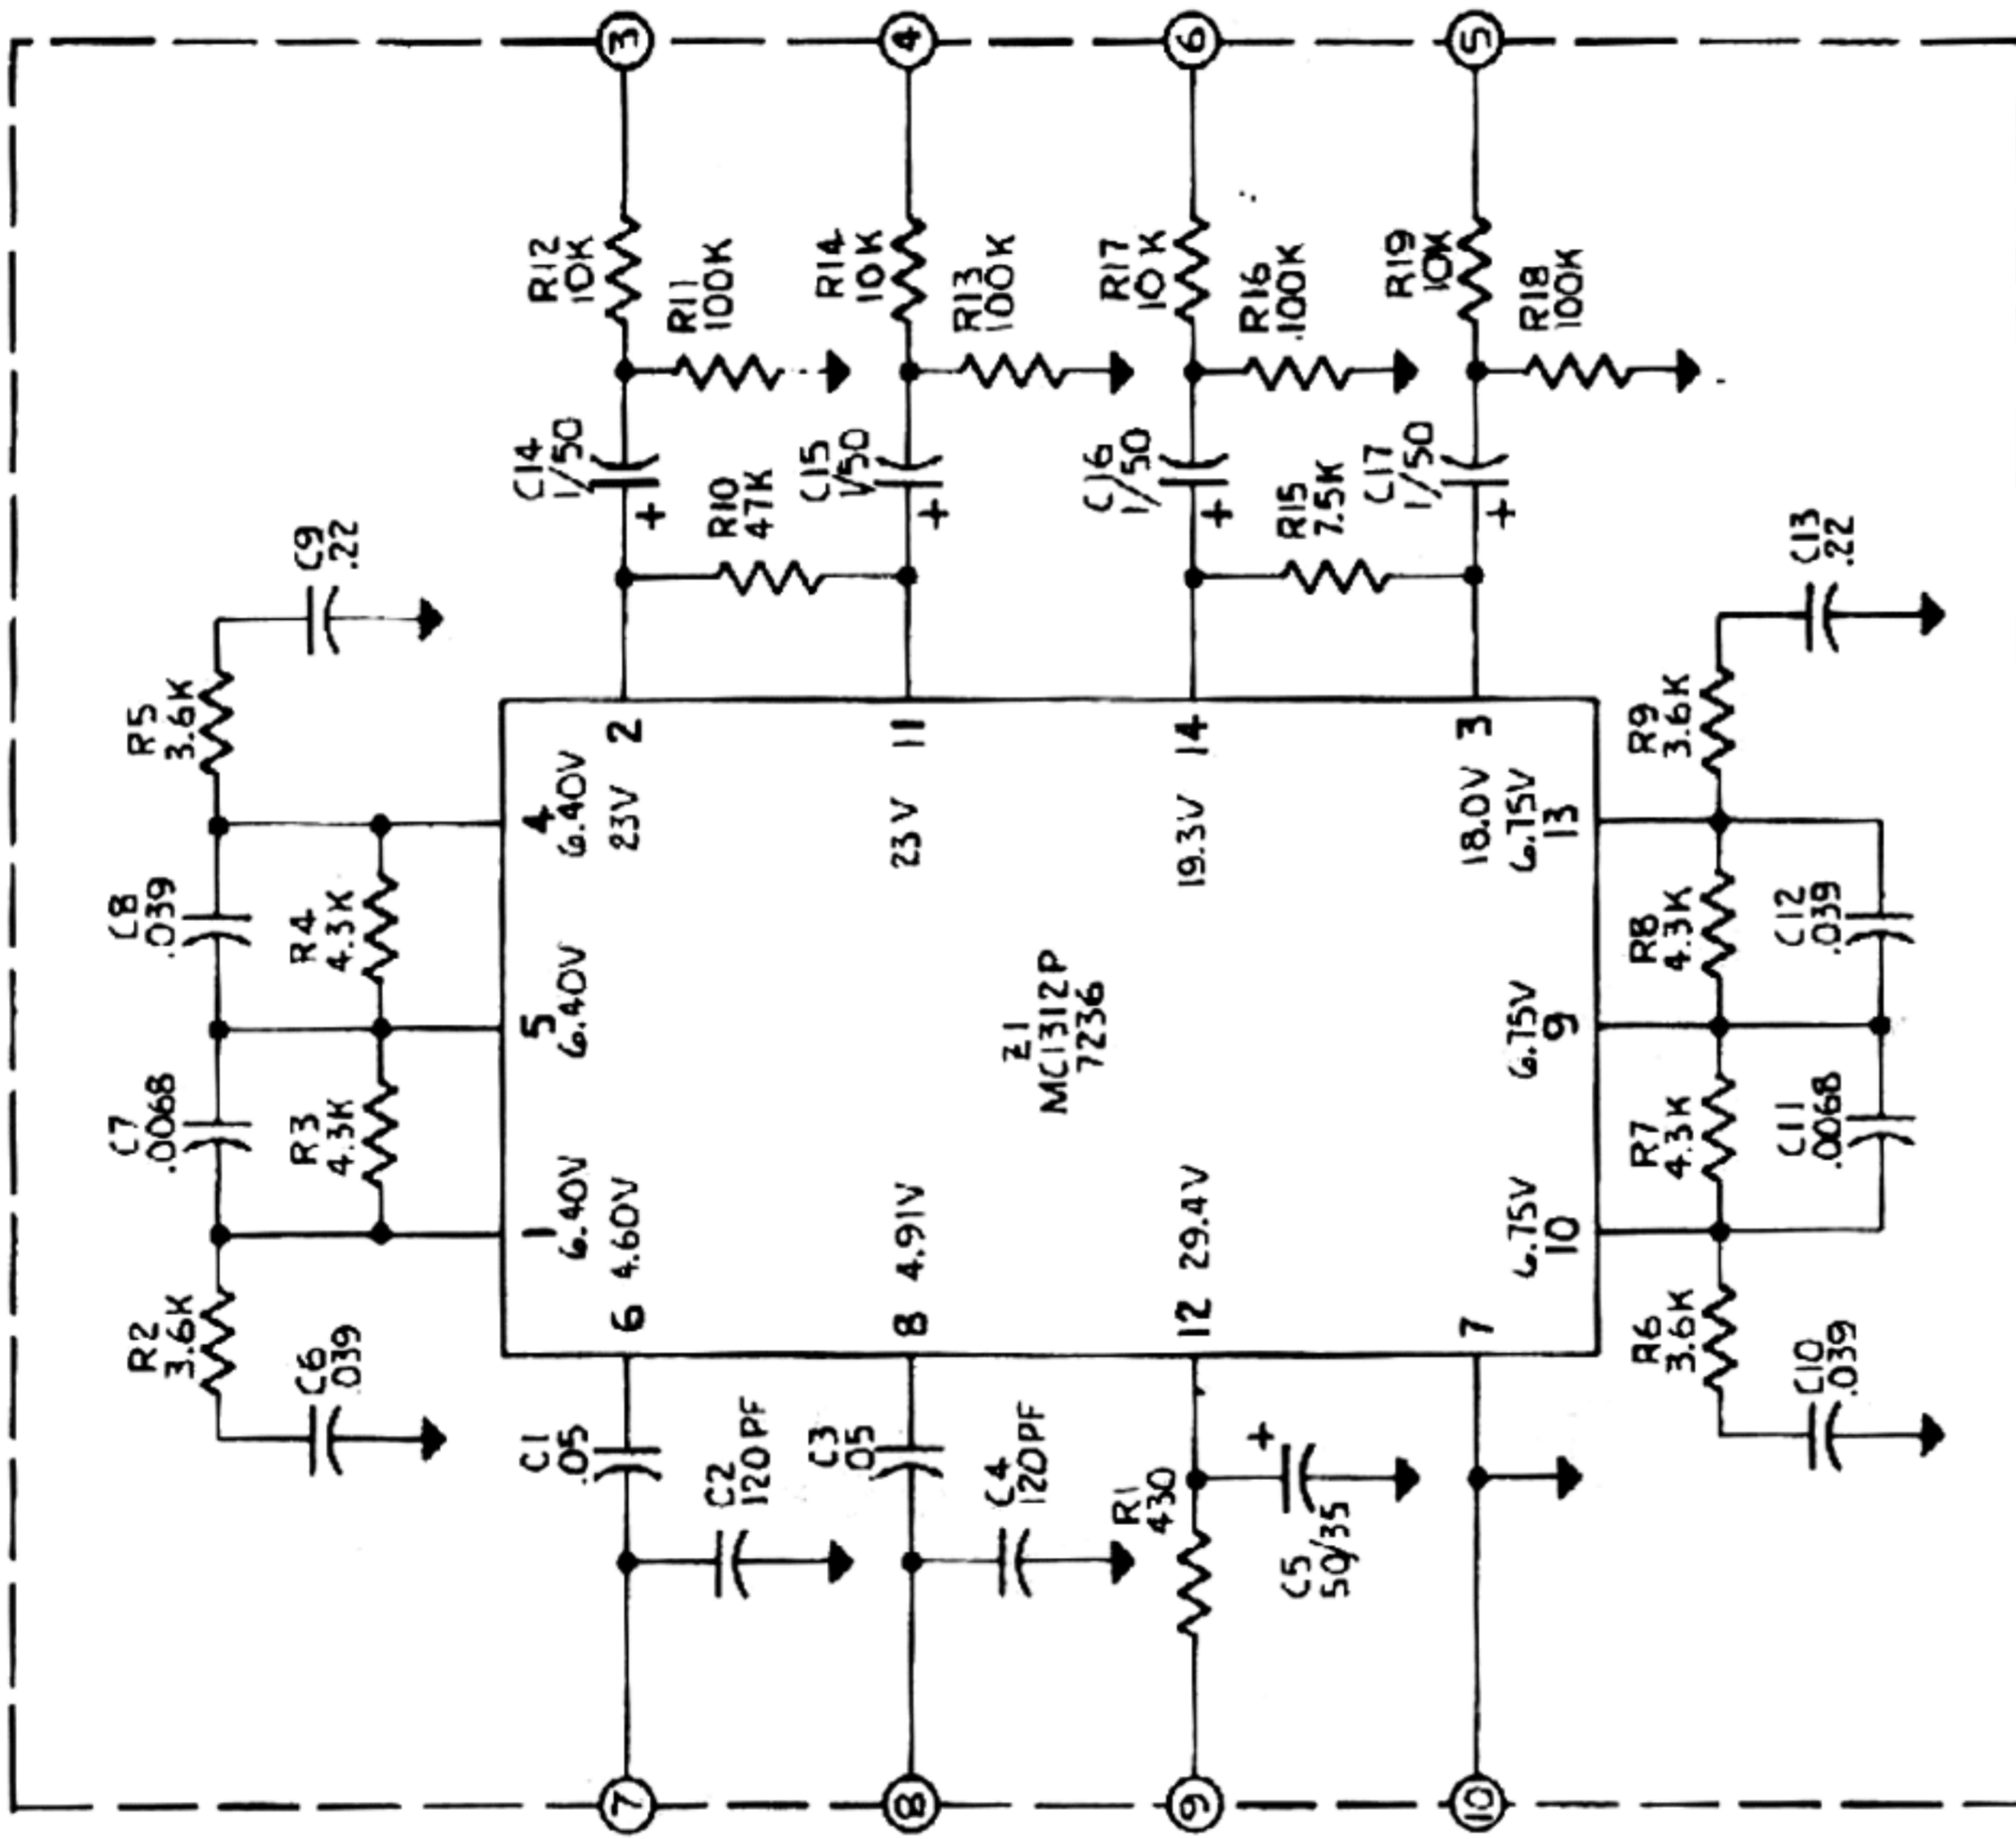 R2
3.6K
C7
.0068
C8
.039
R5
3.6K
C6
.039
R3
4.3K
R4
4.3K
C9
.22
1
6.40V
5
6.40V
4
6.40V
7
C1
.05
6
4.60V
23V
2
C14
1/50
R12
10K
3
C2
120PF
R10
47K
R11
100K
8
C3
.05
8
4.91V
23V
11
C15
1/50
R14
10K
4
C4
120PF
R13
100K
Z1
MC1312P
7236
9
R1
430
12
29.4V
19.3V
14
C16
1/50
R17
10K
6
C5
50/35
+
R15
7.5K
R16
100K
10
7
18.0V
3
C17
1/50
R19
10K
5
R18
100K
+
+
+
+
6.75V
10
6.75V
9
6.75V
13
R6
3.6K
R7
4.3K
R8
4.3K
R9
3.6K
C10
.039
C11
.0068
C12
.039
C13
.22